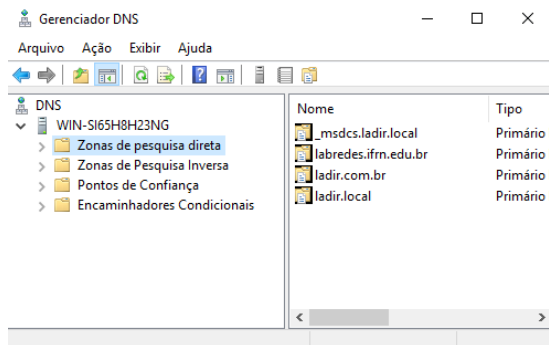 Gerenciador DNS
Arquivo Ação Exibir Ajuda
DNS
WIN-SI65H8H23NG
Zonas de pesquisa direta
Zonas de Pesquisa Inversa
Pontos de Confiança
Encaminhadores Condicionais
Nome Tipo
_msdcs.ladir.local Primário
labredes.ifrn.edu.br Primário
ladir.com.br Primário
ladir.local Primário